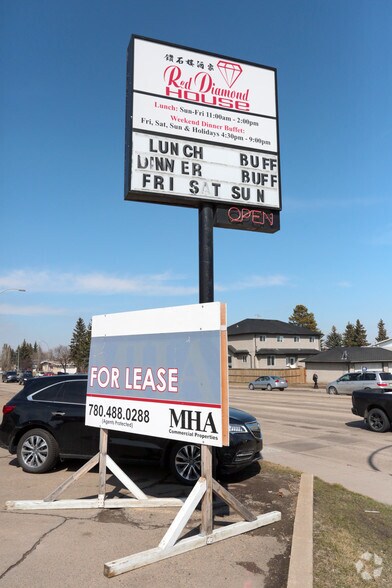 鑽石樓酒家
Red Diamond
HOUSE
Lunch: Sun-Fri 11:00am - 2:00pm
Weekend Dinner Buffet:
Fri, Sat, Sun & Holidays 4:30pm - 9:00pm
LUNCH BUFF
DINNER BUFF
FRI SAT SUN
OPEN
FOR LEASE
780.488.0288
(Agents Protected)
MHA
Commercial Properties